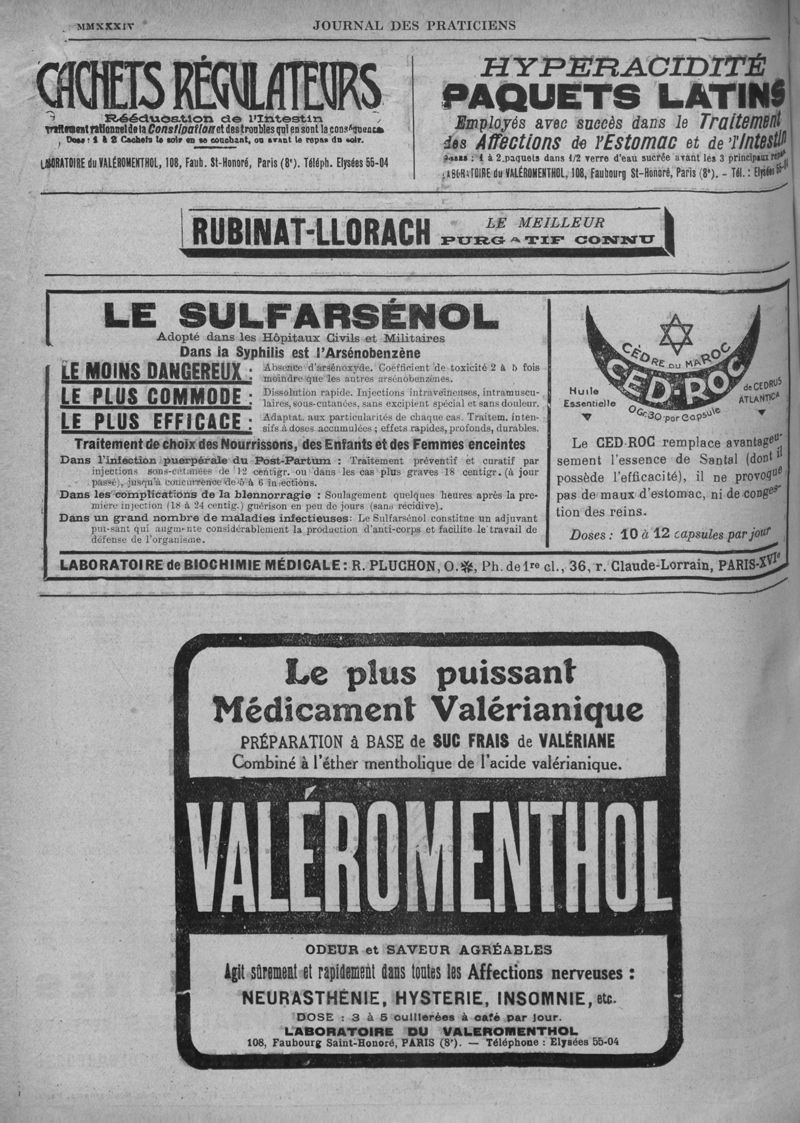 MMXXXIV
JOURNAL DES PRATICIENS
CACHETS RÉGULATEURS
Rééducation de l'Intestin
Traitement rationnel de la Constipation et des troubles qui en sont la conséquence
Dose : 1 à 2 Cachets le soir en se couchant, ou avant le repas du soir.
LABORATOIRE du VALÉROMENTHOL, 108, Faub. St-Honoré, Paris (8e). Téléph. Elysées 55-04
HYPERACIDITÉ
PAQUETS LATINS
Employés avec succès dans le Traitement
des Affections de l'Estomac et de l'Intestin
: 1 à 2 paquets dans 1/2 verre d'eau sucrée avant les 3 principaux repas
LABORATOIRE du VALÉROMENTHOL, 108, Faubourg St-Honoré, Paris (8e). - Tél. : Elysées 55-
RUBINAT-LLORACH
LE MEILLEUR
PURGATIF CONNU
LE SULFARSÉNOL
Adopté dans les Hôpitaux Civils et Militaires
Dans la Syphilis est l'Arsénobenzène
LE MOINS DANGEREUX : Absence d'arsénoxyde. Coéfficient de toxicité 2 à 5 fois
moindre que les autres arsénobenzènes.
LE PLUS COMMODE : Dissolution rapide. Injections intraveineuses, intramuscu-
laires, sous-cutanées, sans excipient spécial et sans douleur.
LE PLUS EFFICACE : Adaptat. aux particularités de chaque cas. Traitem. inten-
sifs à doses accumulées ; effets rapides, profonds, durables.
Traitement de choix des Nourrissons, des Enfants et des Femmes enceintes
Dans l'Infection puerpérale du Post-Partum : Traitement préventif et curatif par
injections sous-cutanées de 12 centigr. ou dans les cas plus graves 18 centigr. (à jour
passé), jusqu'à concurrence de 5 à 6 in ections.
Dans les complications de la blennorragie : Soulagement quelques heures après la pre-
miere injection (18 à 24 centig.) guérison en peu de jours (sans récidive).
Dans un grand nombre de maladies infectieuses : Le Sulfarsénol constitue un adjuvant
pui-sant qui augm-nte considérablement la production d'anti-corps et facilite le travail de
défense de l'organisme.
CÈDRE DU MAROC
CED-ROC
Huile
Essentielle
de CEDRUS
ATLANTICA
0Gr.30 par Capsule
Le CED ROC remplace avantageu-
sement l'essence de Santal (dont il
possède l'efficacité), il ne provoque
pas de maux d'estomac, ni de conges-
tion des reins.
Doses : 10 à 12 capsules par jour
LABORATOIRE de BIOCHIMIE MÉDICALE : R. PLUCHON, O.✻, Ph. de 1re cl., 36, r. Claude-Lorrain, PARIS-XVIe
Le plus puissant
Médicament Valérianique
PRÉPARATION à BASE de SUC FRAIS de VALÉRIANE
Combiné à l'éther mentholique de l'acide valérianique.
VALÉROMENTHOL
ODEUR et SAVEUR AGRÉABLES
Agit sûrement et rapidement dans toutes les Affections nerveuses :
NEURASTHÉNIE, HYSTERIE, INSOMNIE, etc.
DOSE : 3 à 5 cuillerées à café par jour.
LABORATOIRE DU VALEROMENTHOL
108, Faubourg Saint-Honoré, PARIS (8e). — Téléphone : Elysées 55-04